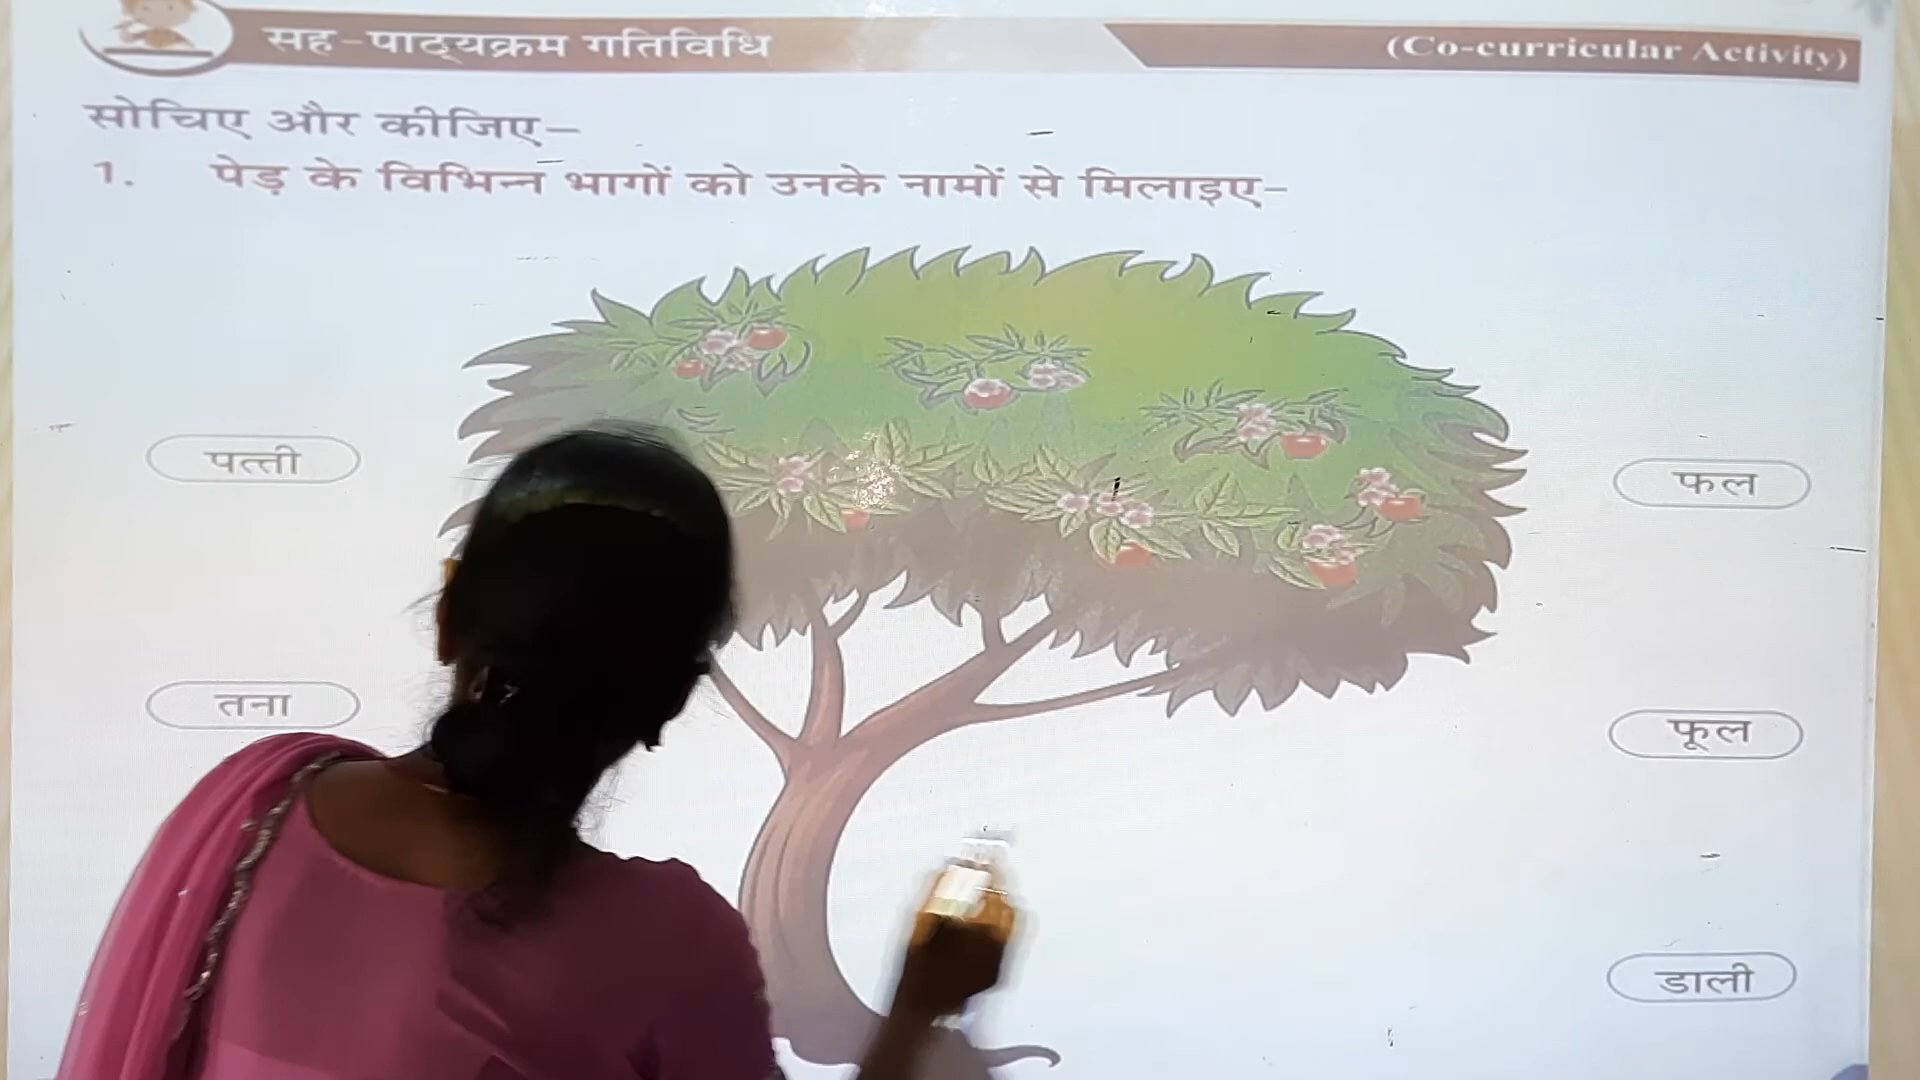 सह-पाठ्यक्रम गतिविधि (Co-curricular Activity)
सोचिए और कीजिए–
1. पेड़ के विभिन्न भागों को उनके नामों से मिलाइए–
पत्ती
फल
तना
फूल
डाली